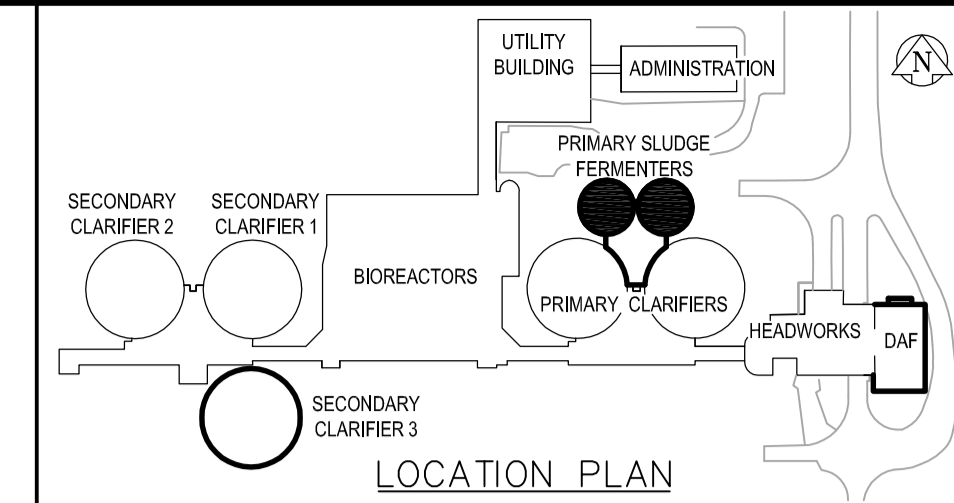 UTILITY
BUILDING
ADMINISTRATION
N
PRIMARY SLUDGE
FERMENTERS
SECONDARY
CLARIFIER 2
SECONDARY
CLARIFIER 1
BIOREACTORS
PRIMARY CLARIFIERS
HEADWORKS
DAF
SECONDARY
CLARIFIER 3
LOCATION PLAN